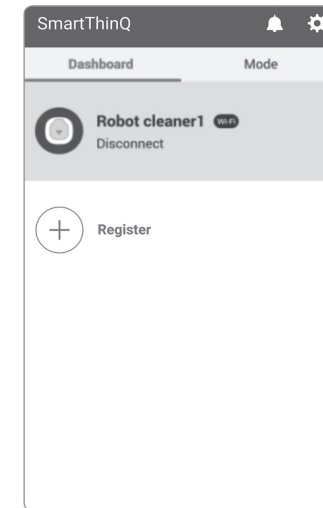 SmartThinQ
Dashboard Mode
Robot cleaner1 Wi-Fi
Disconnect
Register